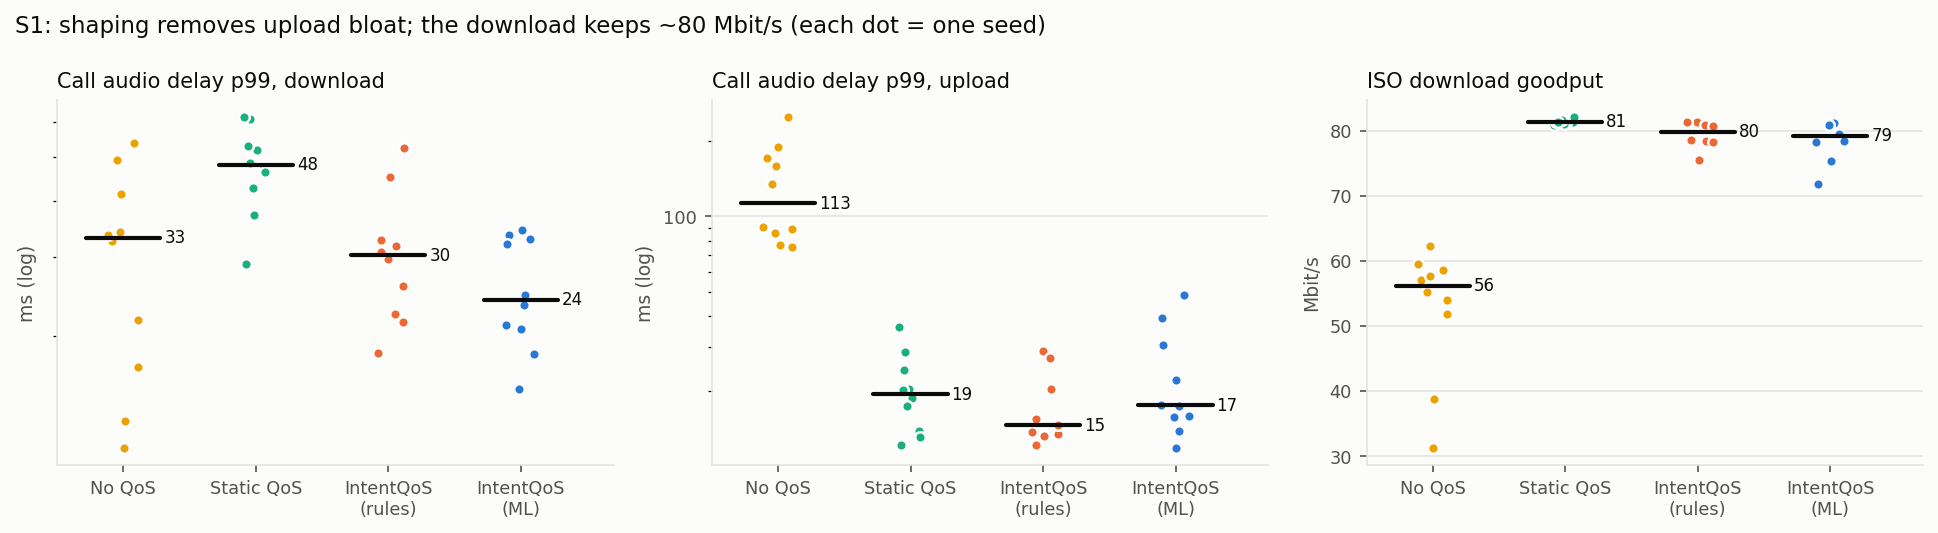 S1: shaping removes upload bloat; the download keeps ~80 Mbit/s (each dot = one seed)
Call audio delay p99, download
ms (log)
33
48
30
24
No QoS
Static QoS
IntentQoS
(rules)
IntentQoS
(ML)
Call audio delay p99, upload
ms (log)
100
113
19
15
17
No QoS
Static QoS
IntentQoS
(rules)
IntentQoS
(ML)
ISO download goodput
Mbit/s
80
70
60
50
40
30
56
81
80
79
No QoS
Static QoS
IntentQoS
(rules)
IntentQoS
(ML)